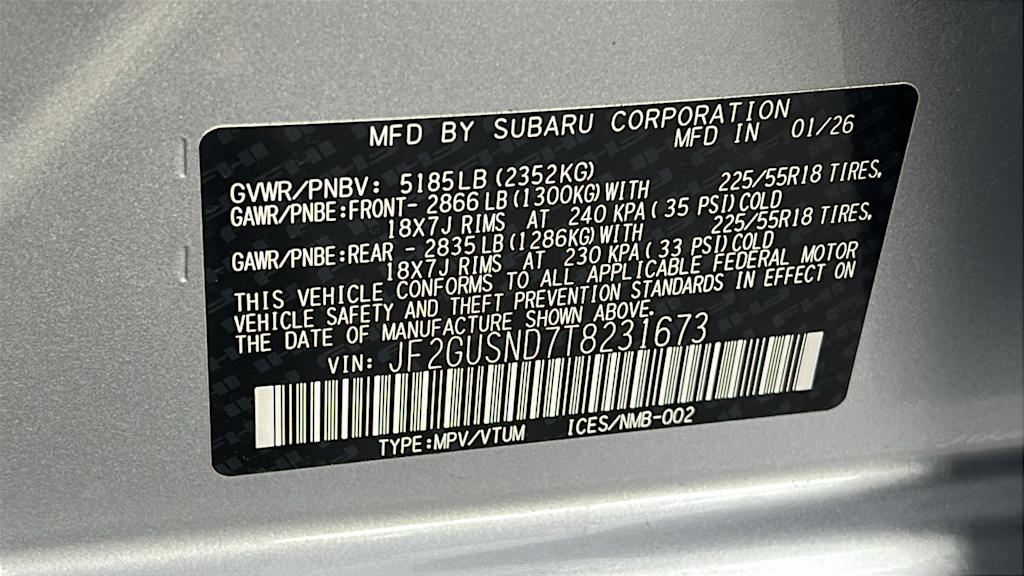 MFD BY SUBARU CORPORATION
MFD IN 01/26
GVWR/PNBV: 5185LB (2352KG)
GAWR/PNBE:FRONT- 2866 LB (1300KG) WITH 225/55R18 TIRES,
18X7J RIMS AT 240 KPA ( 35 PSI) COLD
GAWR/PNBE:REAR - 2835 LB (1286KG) WITH 225/55R18 TIRES,
18X7J RIMS AT 230 KPA ( 33 PSI) COLD
THIS VEHICLE CONFORMS TO ALL APPLICABLE FEDERAL MOTOR
VEHICLE SAFETY AND THEFT PREVENTION STANDARDS IN EFFECT ON
THE DATE OF MANUFACTURE SHOWN ABOVE.
VIN: JF2GUSND7T8231673
TYPE:MPV/VTUM ICES/NMB-002